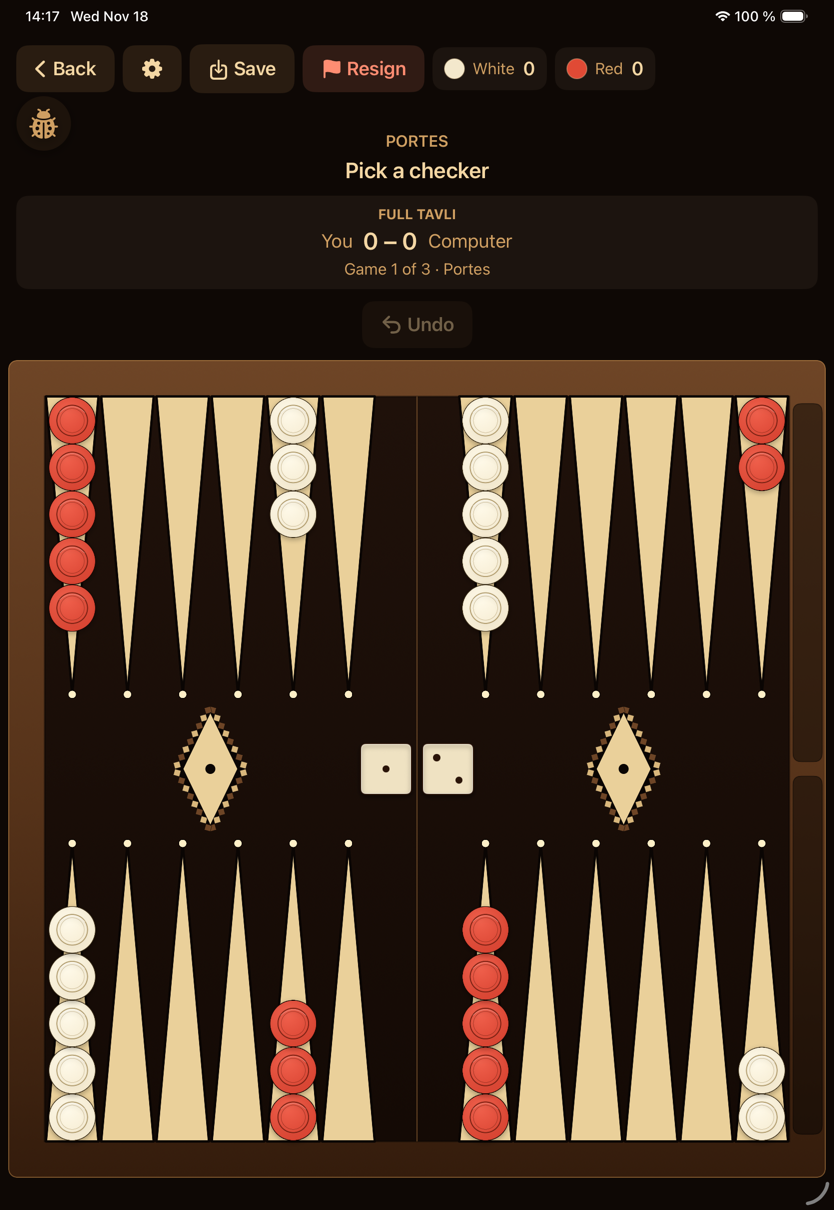 14:17 Wed Nov 18 100 %
Back Save Resign White 0 Red 0
PORTES
Pick a checker
FULL TAVLI
You 0 – 0 Computer
Game 1 of 3 · Portes
Undo